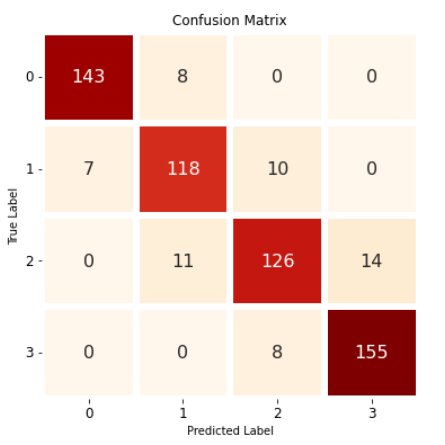 Confusion Matrix
0 143 8 0 0
1 7 118 10 0
2 0 11 126 14
3 0 0 8 155
0 1 2 3
True Label
Predicted Label